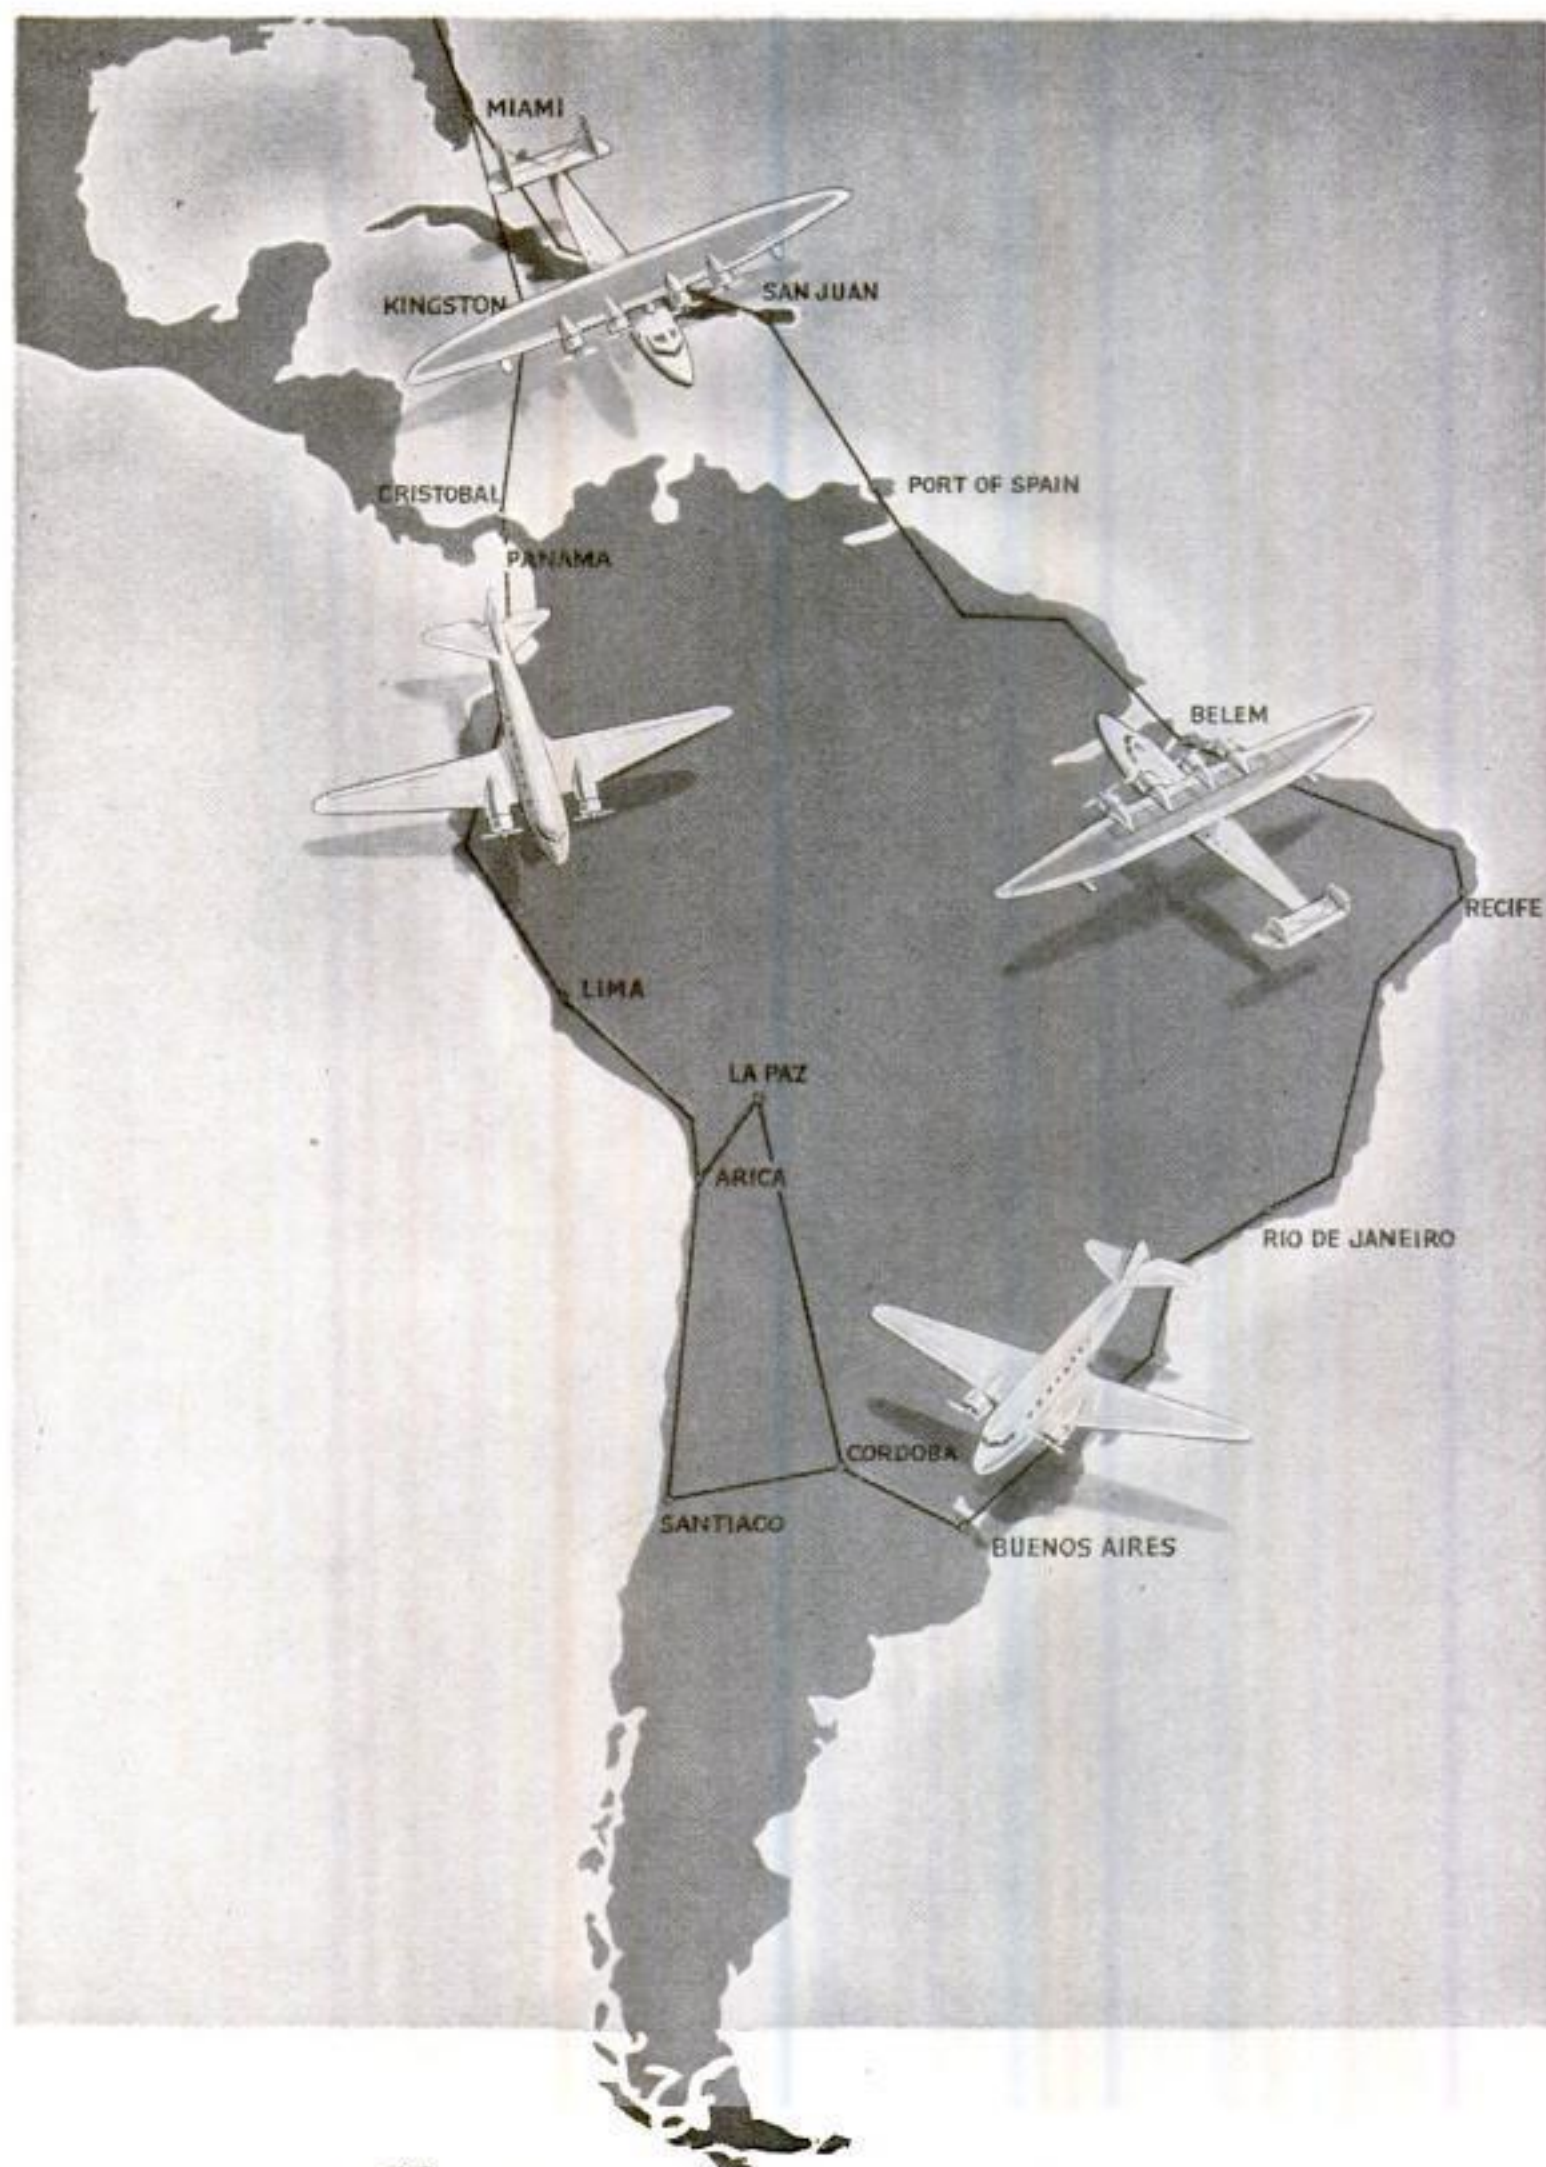 MIAMI
KINGSTON
SAN JUAN
CRISTOBAL
PORT OF SPAIN
PANAMA
BELEM
RECIFE
LIMA
LA PAZ
ARICA
RIO DE JANEIRO
CORDOBA
SANTIAGO
BUENOS AIRES